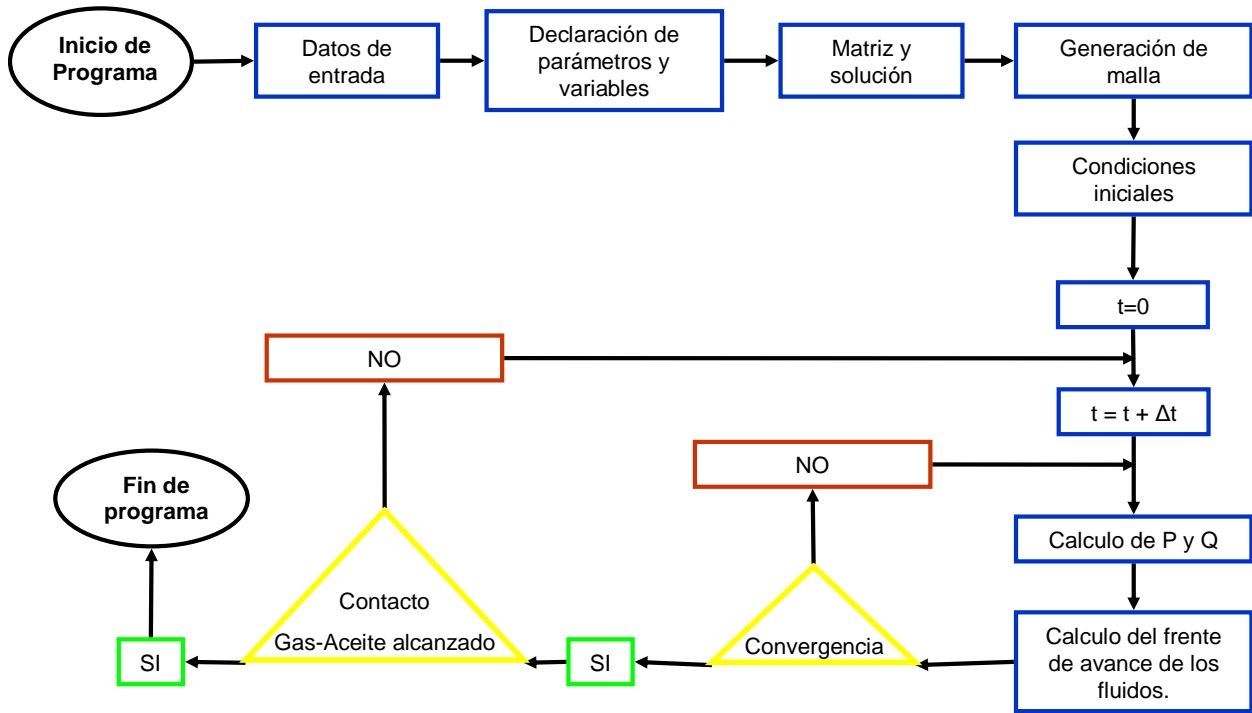 Inicio de
Programa
Datos de
entrada
Declaración de
parámetros y
variables
Matriz y
solución
Generación de
malla
Condiciones
iniciales
t=0
NO
t = t + Δt
NO
Fin de
programa
Calculo de P y Q
Contacto
Gas-Aceite alcanzado
Convergencia
Calculo del frente
de avance de los
fluidos.
SI
SI